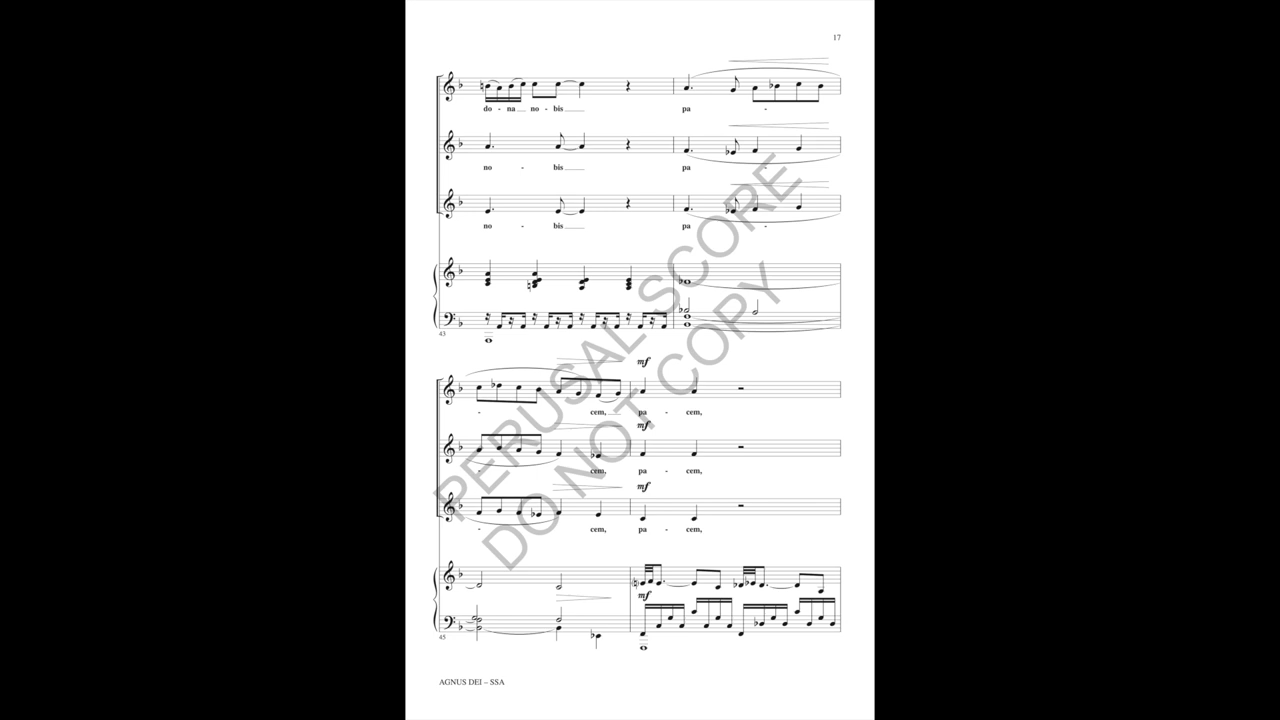 17
do - na no - bis
pa -
no - bis
pa -
no - bis
pa -
43
mf
- cem, pa - cem,
mf
- cem, pa - cem,
mf
- cem, pa - cem,
mf
45
AGNUS DEI – SSA
PERUSAL SCORE
DO NOT COPY